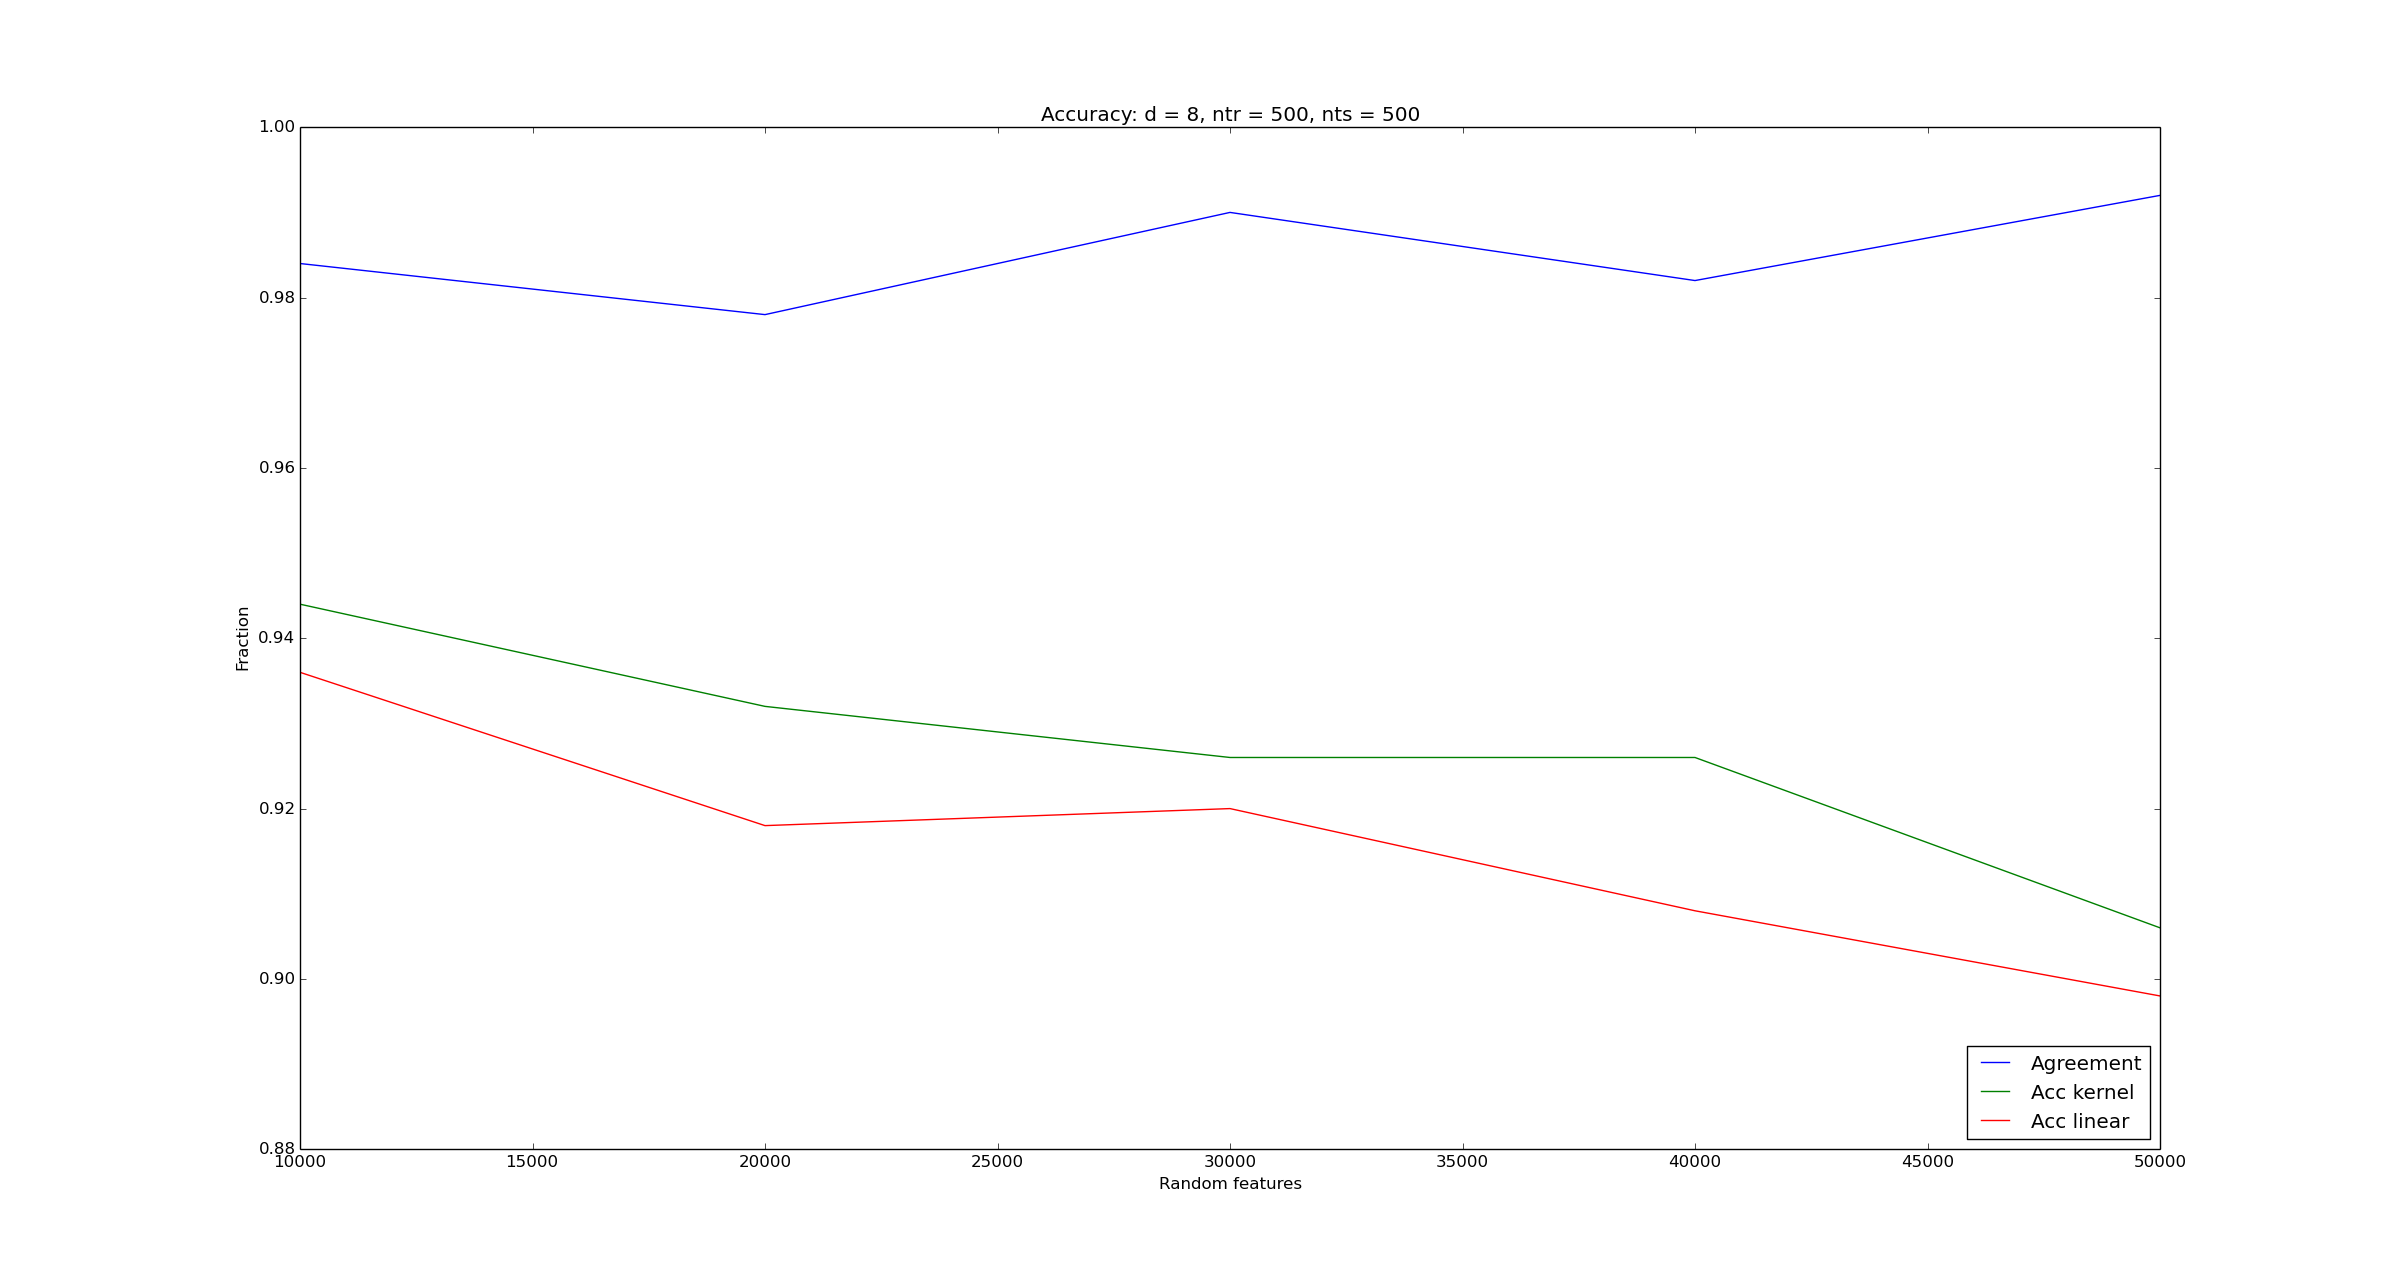 Accuracy: d = 8, ntr = 500, nts = 500
1.00
0.98
0.96
0.94
0.92
0.90
0.88
Fraction
10000 15000 20000 25000 30000 35000 40000 45000 50000
Random features
Agreement
Acc kernel
Acc linear